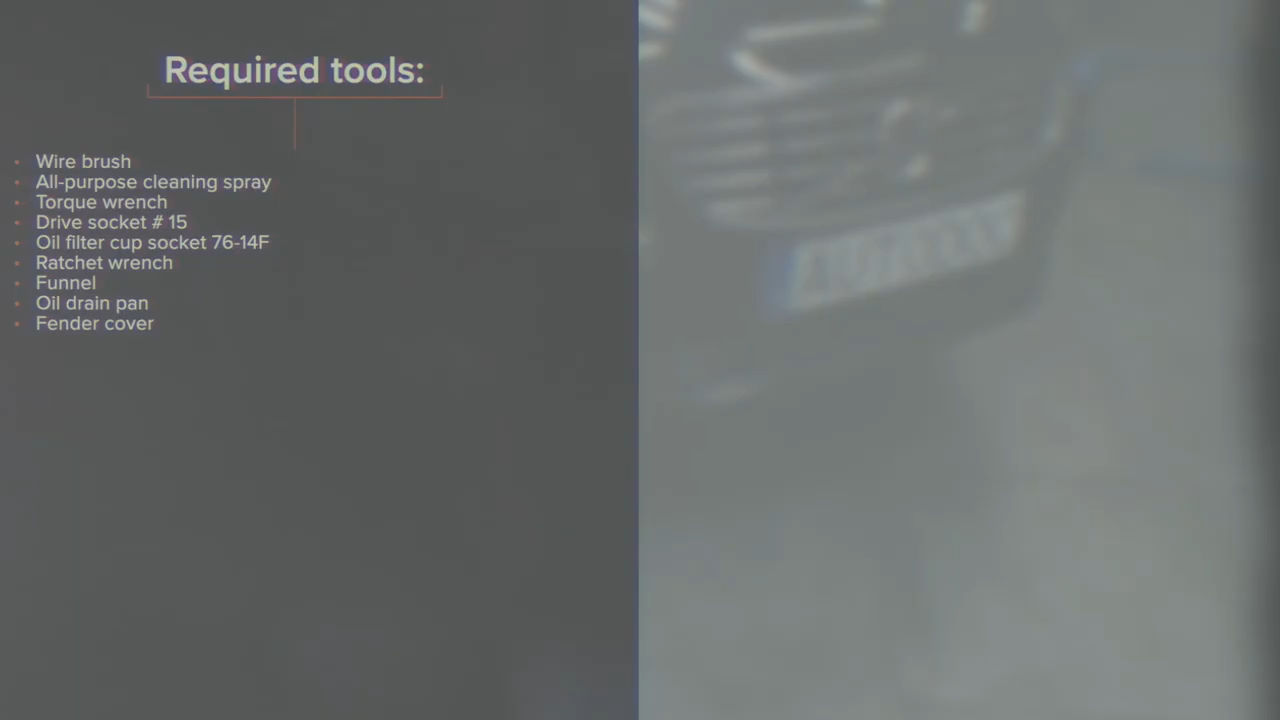 Required tools:
Wire brush
All-purpose cleaning spray
Torque wrench
Drive socket # 15
Oil filter cup socket 76-14F
Ratchet wrench
Funnel
Oil drain pan
Fender cover